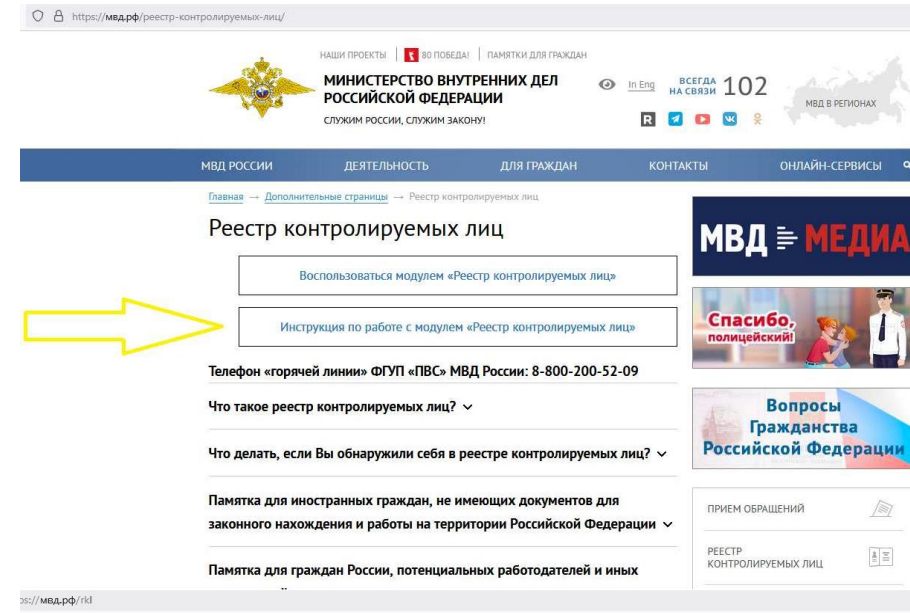 https://мвд.рф/реестр-контролируемых-лиц/
НАШИ ПРОЕКТЫ
80 ПОБЕДА!
ПАМЯТКИ ДЛЯ ГРАЖДАН
МИНИСТЕРСТВО ВНУТРЕННИХ ДЕЛ
РОССИЙСКОЙ ФЕДЕРАЦИИ
СЛУЖИМ РОССИИ, СЛУЖИМ ЗАКОНУ!
In Eng
ВСЕГДА
НА СВЯЗИ
102
МВД В РЕГИОНАХ
МВД РОССИИ
ДЕЯТЕЛЬНОСТЬ
ДЛЯ ГРАЖДАН
КОНТАКТЫ
ОНЛАЙН-СЕРВИСЫ
Главная → Дополнительные страницы → Реестр контролируемых лиц
Реестр контролируемых лиц
Воспользоваться модулем «Реестр контролируемых лиц»
Инструкция по работе с модулем «Реестр контролируемых лиц»
Телефон «горячей линии» ФГУП «ПВС» МВД России: 8-800-200-52-09
Что такое реестр контролируемых лиц?
Что делать, если Вы обнаружили себя в реестре контролируемых лиц?
Памятка для иностранных граждан, не имеющих документов для
законного нахождения и работы на территории Российской Федерации
Памятка для граждан России, потенциальных работодателей и иных
МВД МЕДИА
Спасибо,
полицейский!
Вопросы
Гражданства
Российской Федерации
ПРИЕМ ОБРАЩЕНИЙ
РЕЕСТР
КОНТРОЛИРУЕМЫХ ЛИЦ
ps://мвд.рф/rkl